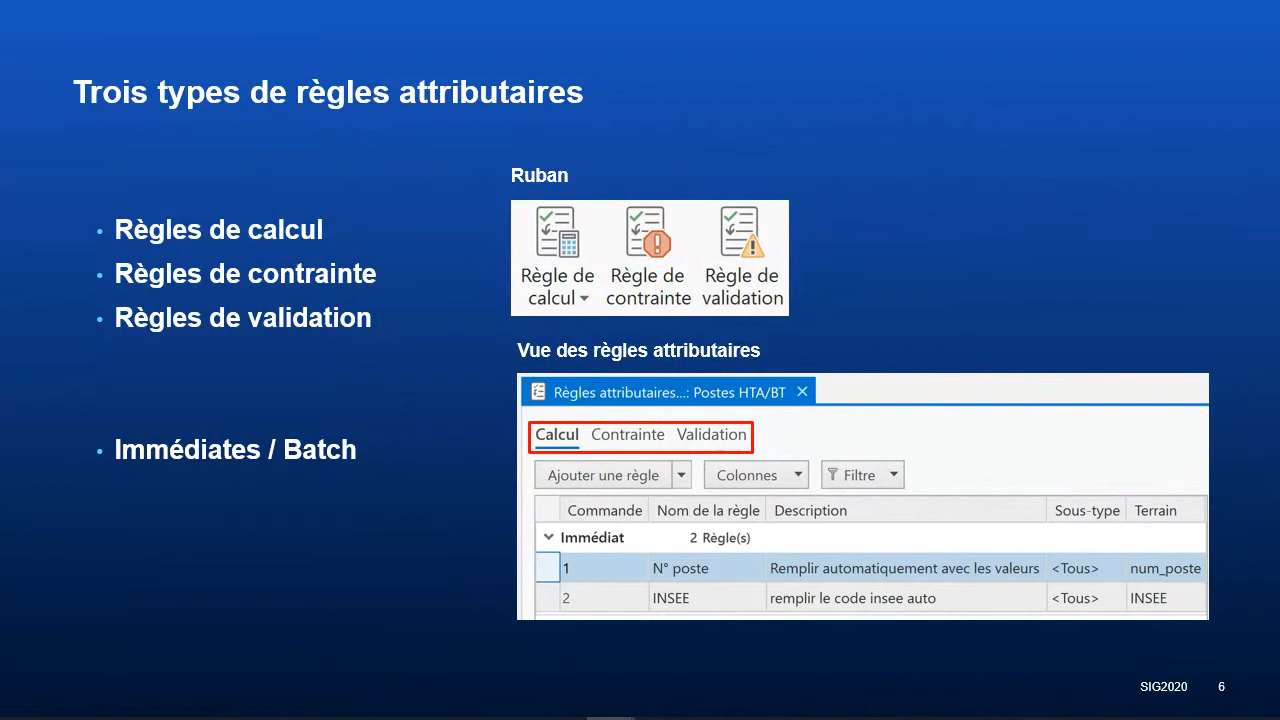 Trois types de règles attributaires
Ruban
• Règles de calcul
• Règles de contrainte
• Règles de validation
Règle de calcul
Règle de contrainte
Règle de validation
Vue des règles attributaires
• Immédiates / Batch
Règles attributaires...: Postes HTA/BT
Calcul Contrainte Validation
Ajouter une règle Colonnes Filtre
Commande Nom de la règle Description Sous-type Terrain
Immédiat 2 Règle(s)
1 N° poste Remplir automatiquement avec les valeurs <Tous> num_poste
2 INSEE remplir le code insee auto <Tous> INSEE
SIG2020 6